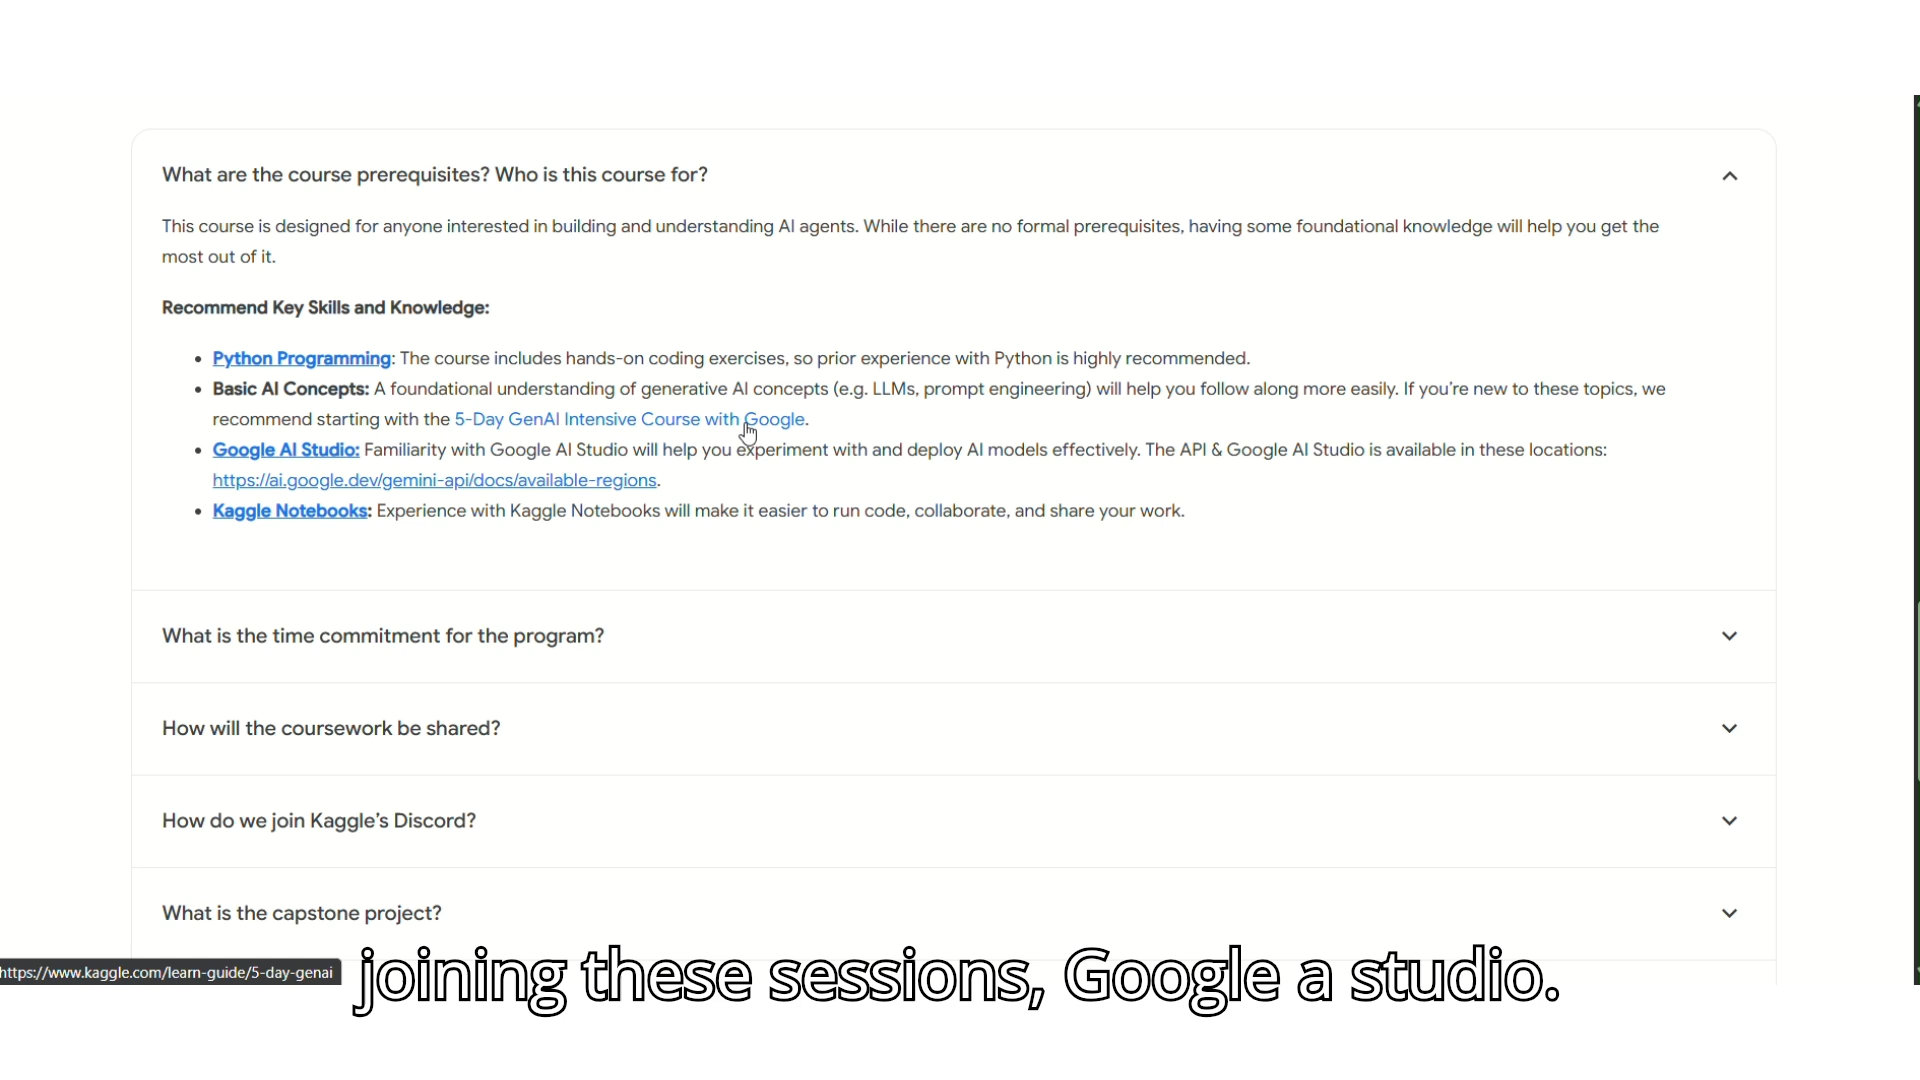 What are the course prerequisites? Who is this course for?
This course is designed for anyone interested in building and understanding AI agents. While there are no formal prerequisites, having some foundational knowledge will help you get the
most out of it.
Recommend Key Skills and Knowledge:
• Python Programming: The course includes hands-on coding exercises, so prior experience with Python is highly recommended.
• Basic AI Concepts: A foundational understanding of generative AI concepts (e.g. LLMs, prompt engineering) will help you follow along more easily. If you're new to these topics, we
recommend starting with the 5-Day GenAI Intensive Course with Google.
• Google AI Studio: Familiarity with Google AI Studio will help you experiment with and deploy AI models effectively. The API & Google AI Studio is available in these locations:
https://ai.google.dev/gemini-api/docs/available-regions.
• Kaggle Notebooks: Experience with Kaggle Notebooks will make it easier to run code, collaborate, and share your work.
What is the time commitment for the program?
How will the coursework be shared?
How do we join Kaggle’s Discord?
What is the capstone project?
https://www.kaggle.com/learn-guide/5-day-genai
joining these sessions, Google a studio.